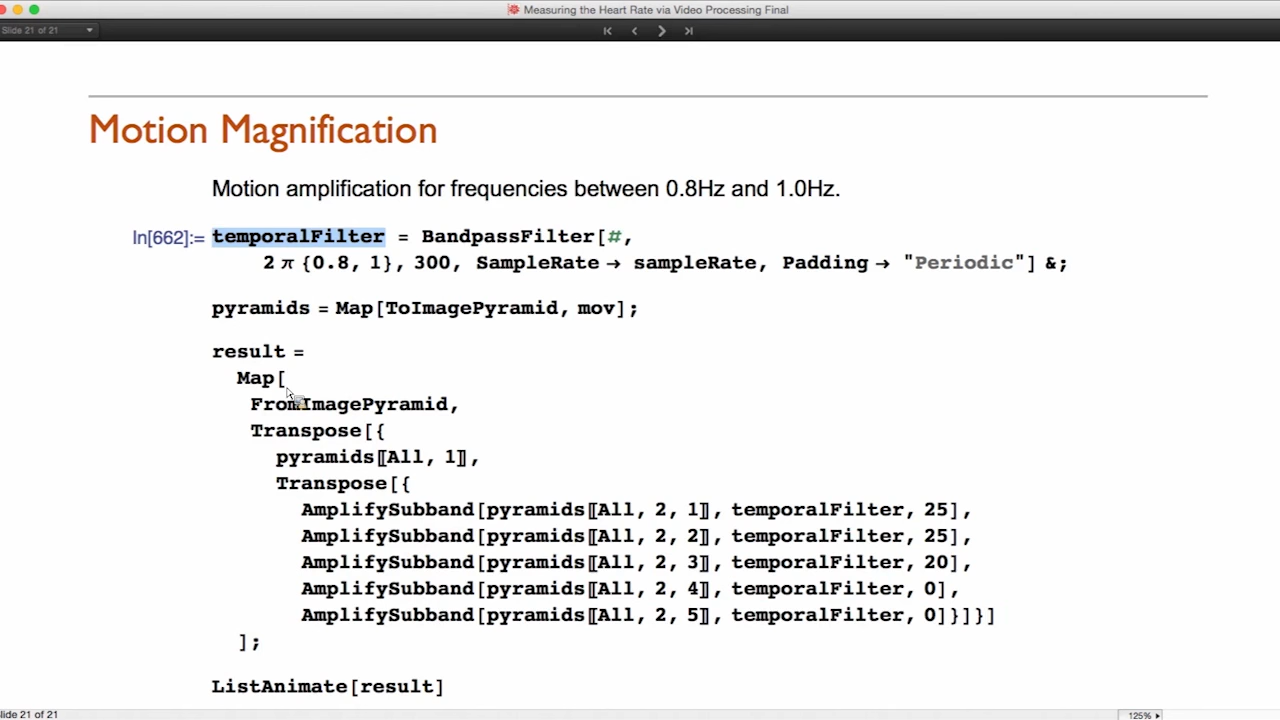 Measuring the Heart Rate via Video Processing Final
Slide 21 of 21
Motion Magnification
Motion amplification for frequencies between 0.8Hz and 1.0Hz.
In[662]:= temporalFilter = BandpassFilter[#,
2 π {0.8, 1}, 300, SampleRate → sampleRate, Padding → "Periodic"] &;
pyramids = Map[ToImagePyramid, mov];
result =
Map[
FromImagePyramid,
Transpose[{
pyramids〚All, 1〛,
Transpose[{
AmplifySubband[pyramids〚All, 2, 1〛, temporalFilter, 25],
AmplifySubband[pyramids〚All, 2, 2〛, temporalFilter, 25],
AmplifySubband[pyramids〚All, 2, 3〛, temporalFilter, 20],
AmplifySubband[pyramids〚All, 2, 4〛, temporalFilter, 0],
AmplifySubband[pyramids〚All, 2, 5〛, temporalFilter, 0]}]}]
];
ListAnimate[result]
Slide 21 of 21
125%